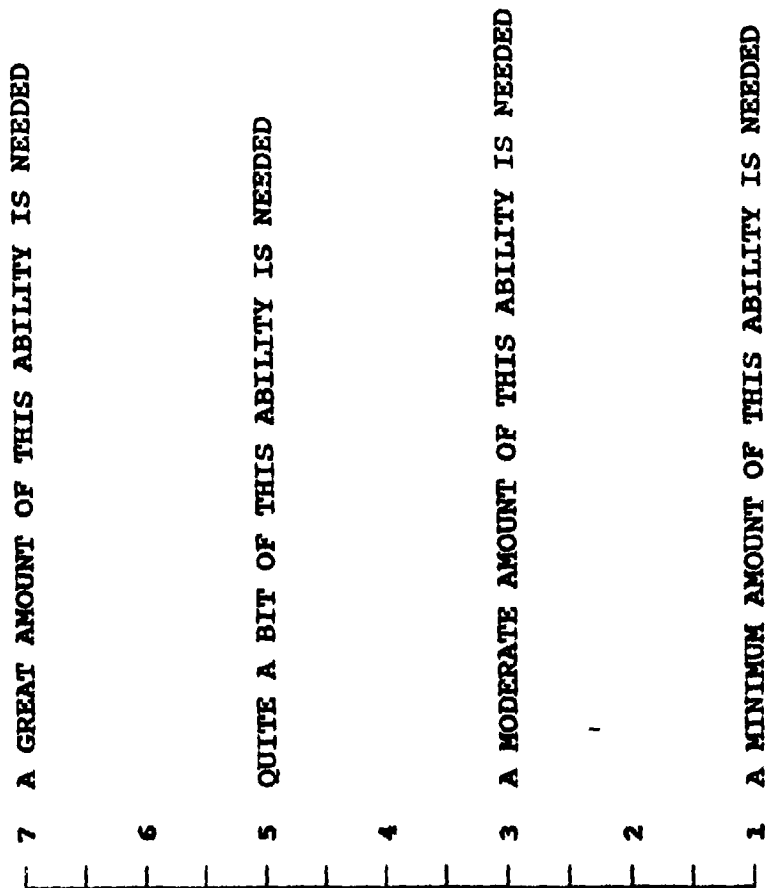 7 A GREAT AMOUNT OF THIS ABILITY IS NEEDED
6
5 QUITE A BIT OF THIS ABILITY IS NEEDED
4
3 A MODERATE AMOUNT OF THIS ABILITY IS NEEDED
2
1 A MINIMUM AMOUNT OF THIS ABILITY IS NEEDED